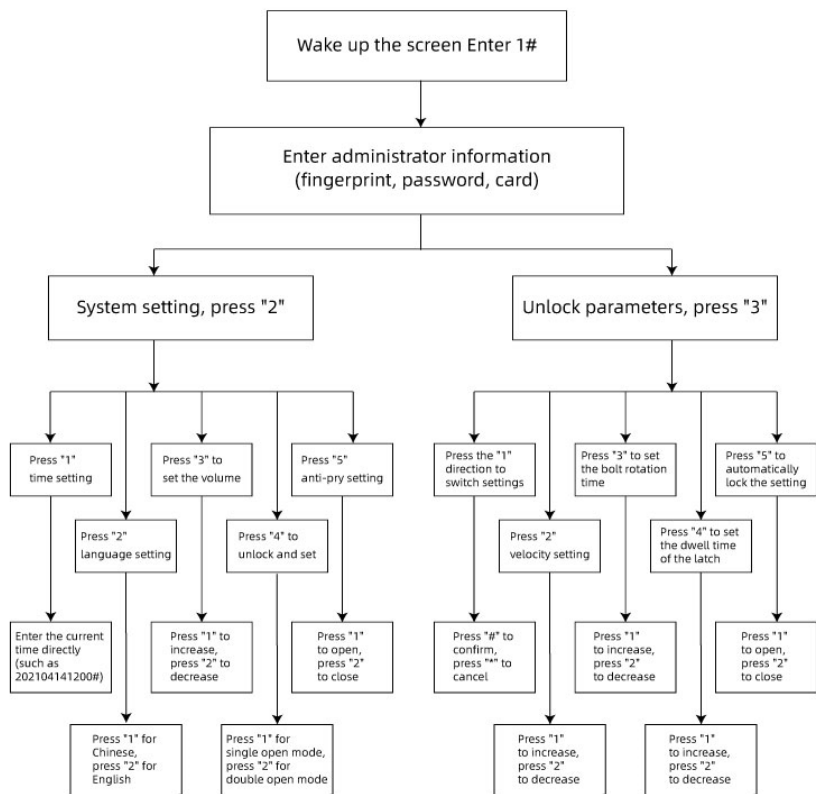 Wake up the screen Enter 1#
Enter administrator information
(fingerprint, password, card)
System setting, press "2"
Unlock parameters, press "3"
Press "1"
time setting
Press "3" to
set the volume
Press "5"
anti-pry setting
Press the "1"
direction to
switch settings
Press "3" to set
the bolt rotation
time
Press "5" to
automatically
lock the setting
Press "2"
language setting
Press "4" to
unlock and set
Press "2"
velocity setting
Press "4" to set
the dwell time
of the latch
Enter the current
time directly
(such as
202104141200#)
Press "1" to
increase,
press "2" to
decrease
Press "1"
to open,
press "2"
to close
Press "#" to
confirm,
press "*" to
cancel
Press "1"
to increase,
press "2"
to decrease
Press "1"
to open,
press "2"
to close
Press "1" for
Chinese,
press "2" for
English
Press "1" for
single open mode,
press "2" for
double open mode
Press "1"
to increase,
press "2"
to decrease
Press "1"
to increase,
press "2"
to decrease